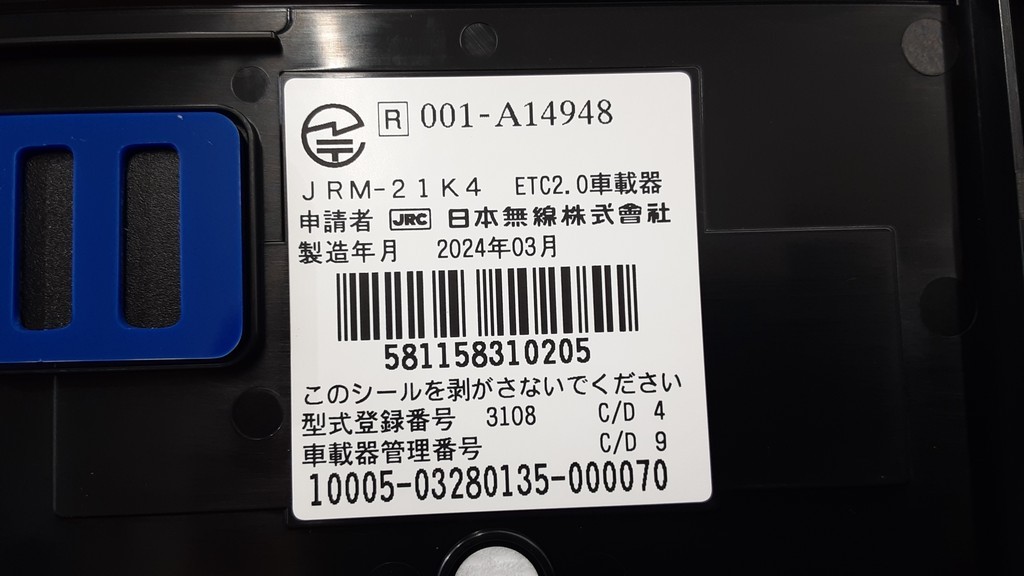 R 001-A14948
JRM-21K4 ETC2.0車載器
申請者 JRC 日本無線株式會社
製造年月 2024年03月
581158310205
このシールを剥がさないでください
型式登録番号 3108 C/D 4
車載器管理番号 C/D 9
10005-03280135-000070